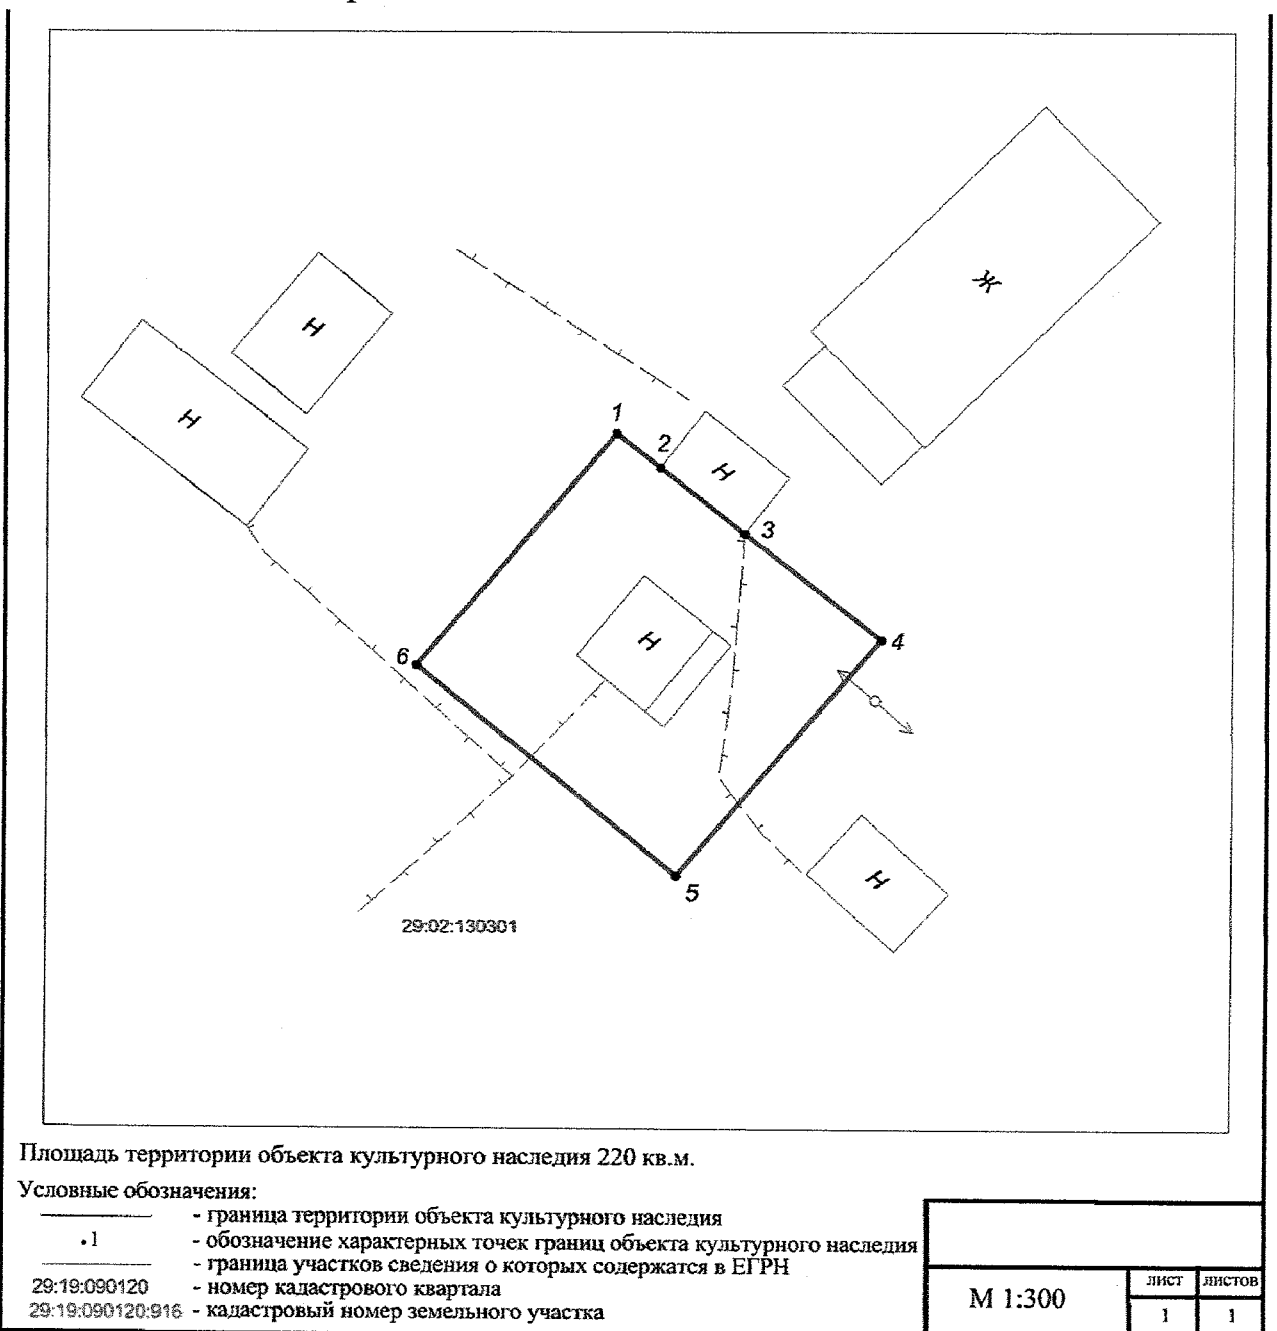 Ж
Н
Н
1
2
Н
3
Н
4
6
Н
5
29:02:130301
Площадь территории объекта культурного наследия 220 кв.м.
Условные обозначения:
- граница территории объекта культурного наследия
.1 - обозначение характерных точек границ объекта культурного наследия
- граница участков сведения о которых содержатся в ЕГРН
29:19:090120 - номер кадастрового квартала
29:19:090120:916 - кадастровый номер земельного участка
М 1:300
лист листов
1 1